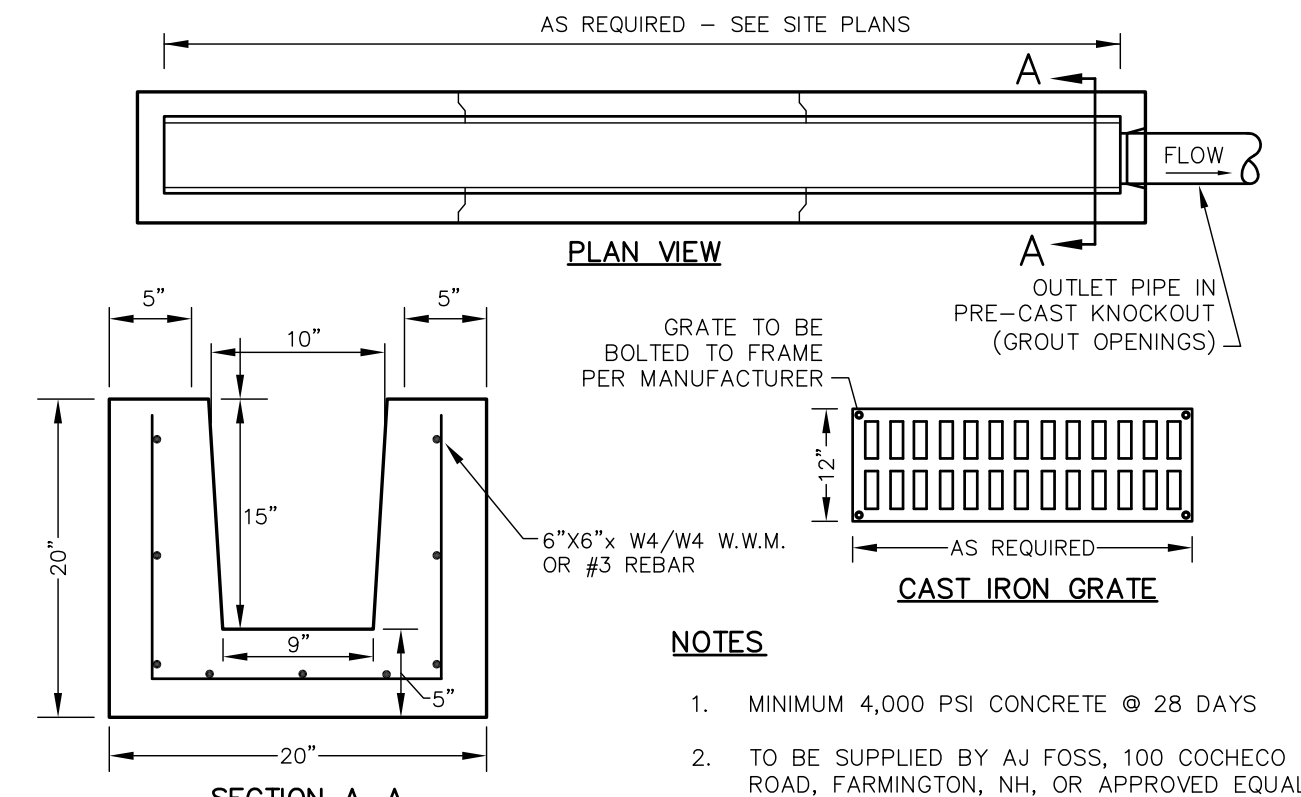 AS REQUIRED – SEE SITE PLANS
A
FLOW
A
PLAN VIEW
OUTLET PIPE IN
PRE–CAST KNOCKOUT
(GROUT OPENINGS)
5”
5”
10”
GRATE TO BE
BOLTED TO FRAME
PER MANUFACTURER
12”
15”
20”
6”X6”x W4/W4 W.W.M.
OR #3 REBAR
AS REQUIRED
CAST IRON GRATE
9”
5”
20”
SECTION A–A
NOTES
1. MINIMUM 4,000 PSI CONCRETE @ 28 DAYS
2. TO BE SUPPLIED BY AJ FOSS, 100 COCHECO
ROAD, FARMINGTON, NH, OR APPROVED EQUAL